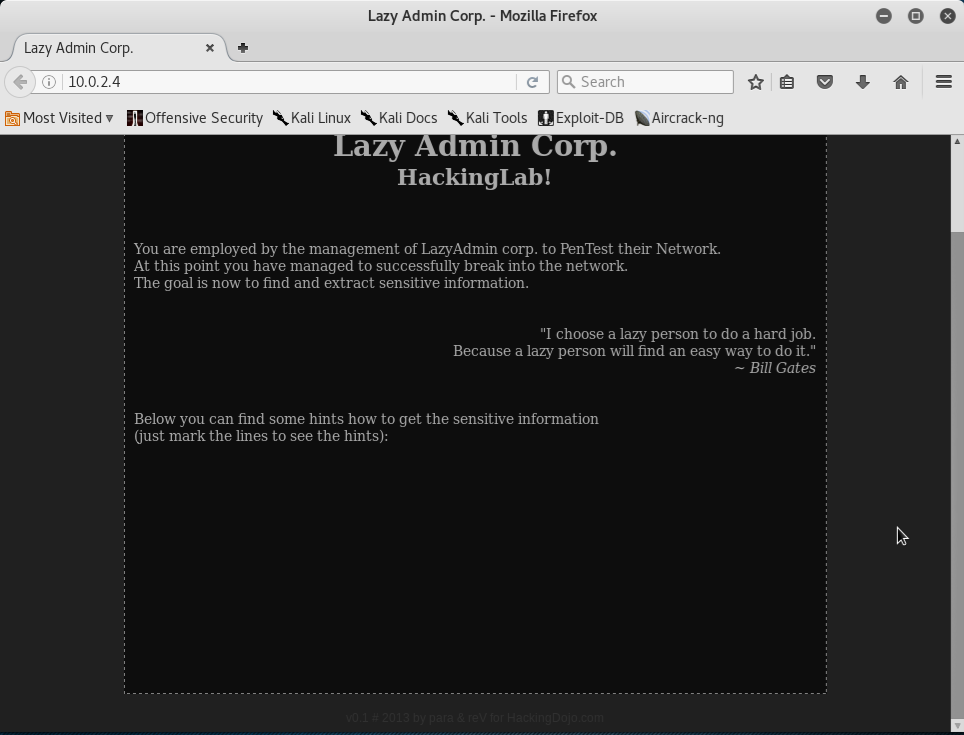 Lazy Admin Corp. - Mozilla Firefox
Lazy Admin Corp.
10.0.2.4
Search
Most Visited
Offensive Security
Kali Linux
Kali Docs
Kali Tools
Exploit-DB
Aircrack-ng
Lazy Admin Corp.
HackingLab!
You are employed by the management of LazyAdmin corp. to PenTest their Network.
At this point you have managed to successfully break into the network.
The goal is now to find and extract sensitive information.
"I choose a lazy person to do a hard job.
Because a lazy person will find an easy way to do it."
~ Bill Gates
Below you can find some hints how to get the sensitive information
(just mark the lines to see the hints):
v0.1 # 2013 by para & reV for HackingDojo.com